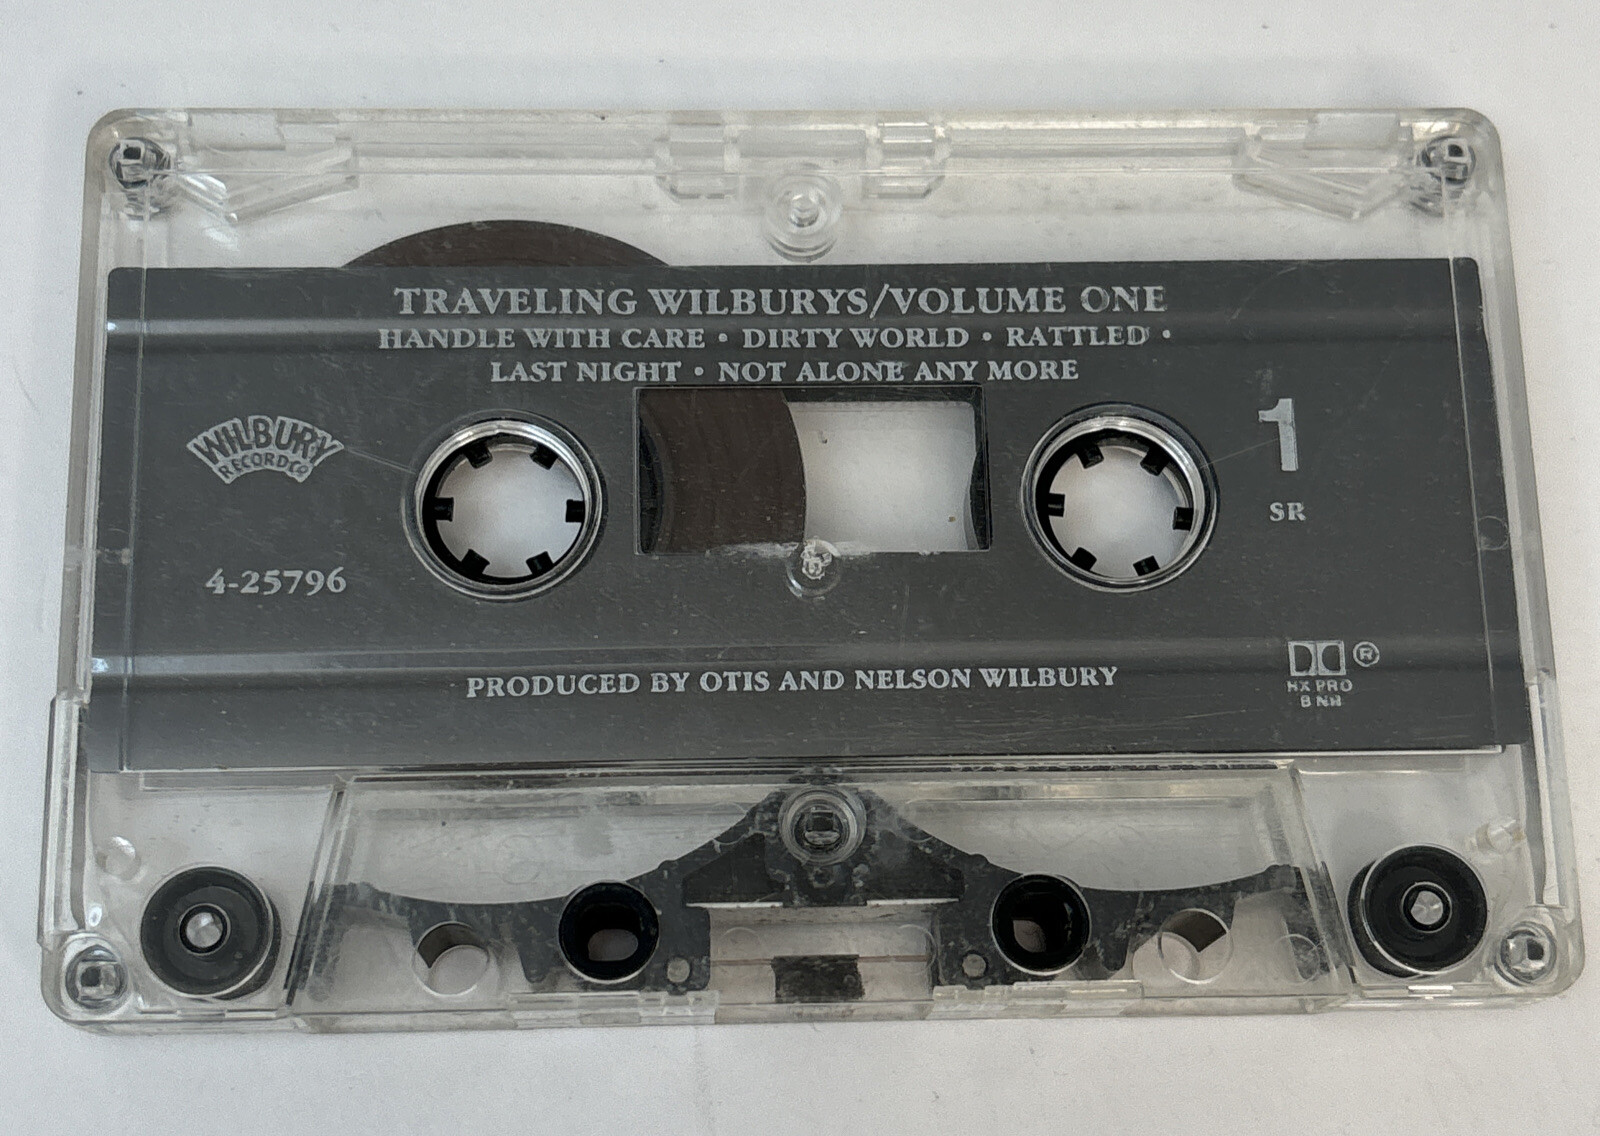 TRAVELING WILBURYS/VOLUME ONE
HANDLE WITH CARE • DIRTY WORLD • RATTLED •
LAST NIGHT • NOT ALONE ANY MORE
WILBURY
RECORD CO
1
SR
4-25796
PRODUCED BY OTIS AND NELSON WILBURY
®
HX PRO
B NR